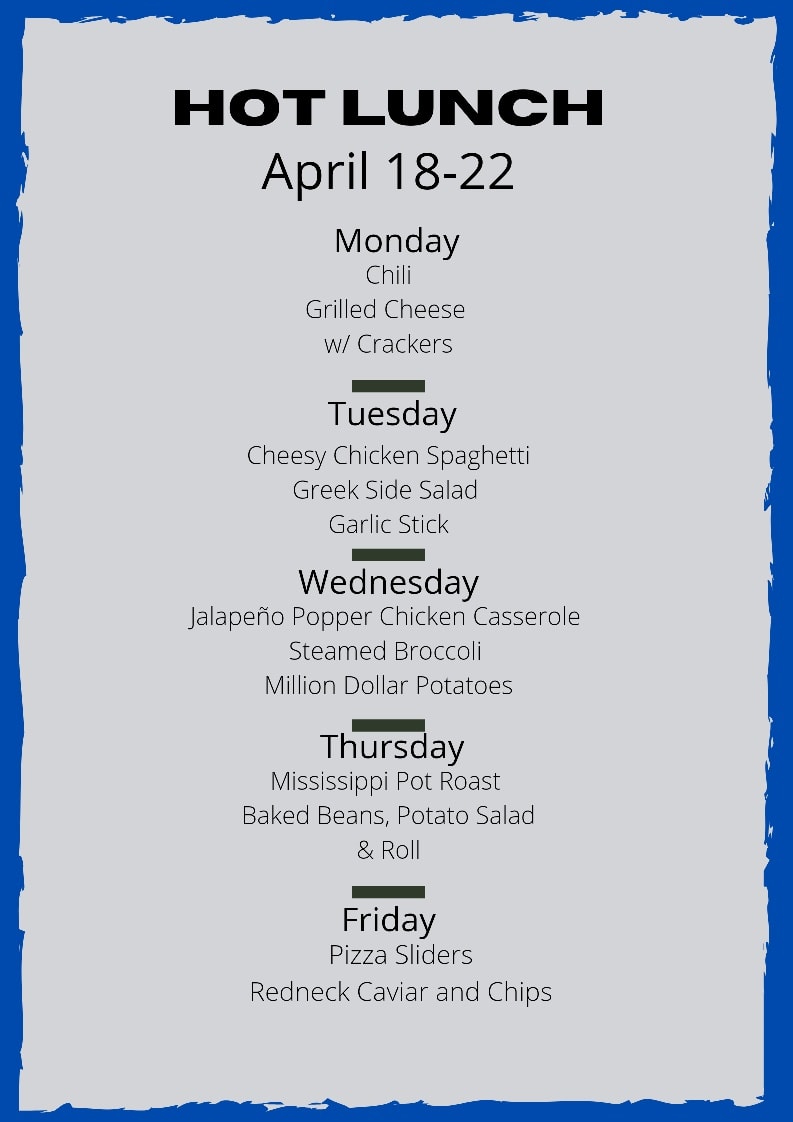 HOT LUNCH
April 18-22
Monday
Chili
Grilled Cheese
w/ Crackers
Tuesday
Cheesy Chicken Spaghetti
Greek Side Salad
Garlic Stick
Wednesday
Jalapeño Popper Chicken Casserole
Steamed Broccoli
Million Dollar Potatoes
Thursday
Mississippi Pot Roast
Baked Beans, Potato Salad
& Roll
Friday
Pizza Sliders
Redneck Caviar and Chips